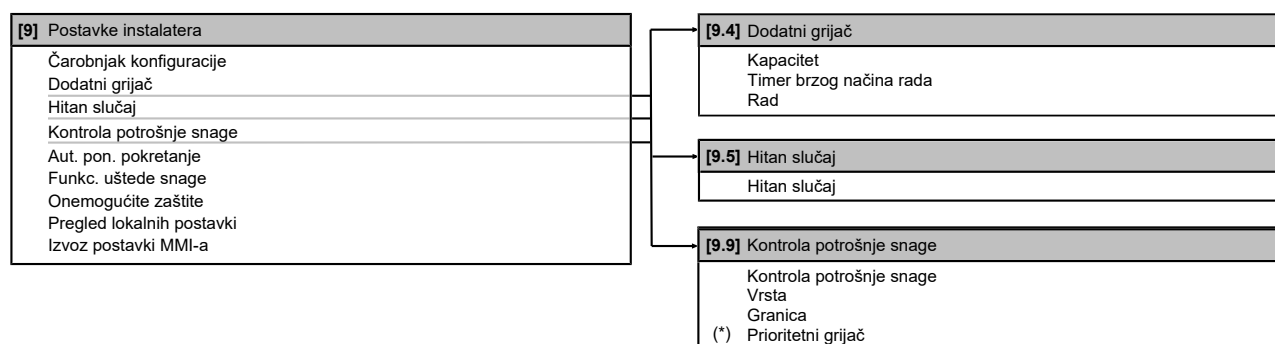 [9] Postavke instalatera
Čarobnjak konfiguracije
Dodatni grijač
Hitan slučaj
Kontrola potrošnje snage
Aut. pon. pokretanje
Funkc. uštede snage
Onemogućite zaštite
Pregled lokalnih postavki
Izvoz postavki MMI-a
[9.4] Dodatni grijač
Kapacitet
Timer brzog načina rada
Rad
[9.5] Hitan slučaj
Hitan slučaj
[9.9] Kontrola potrošnje snage
Kontrola potrošnje snage
Vrsta
Granica
(*) Prioritetni grijač